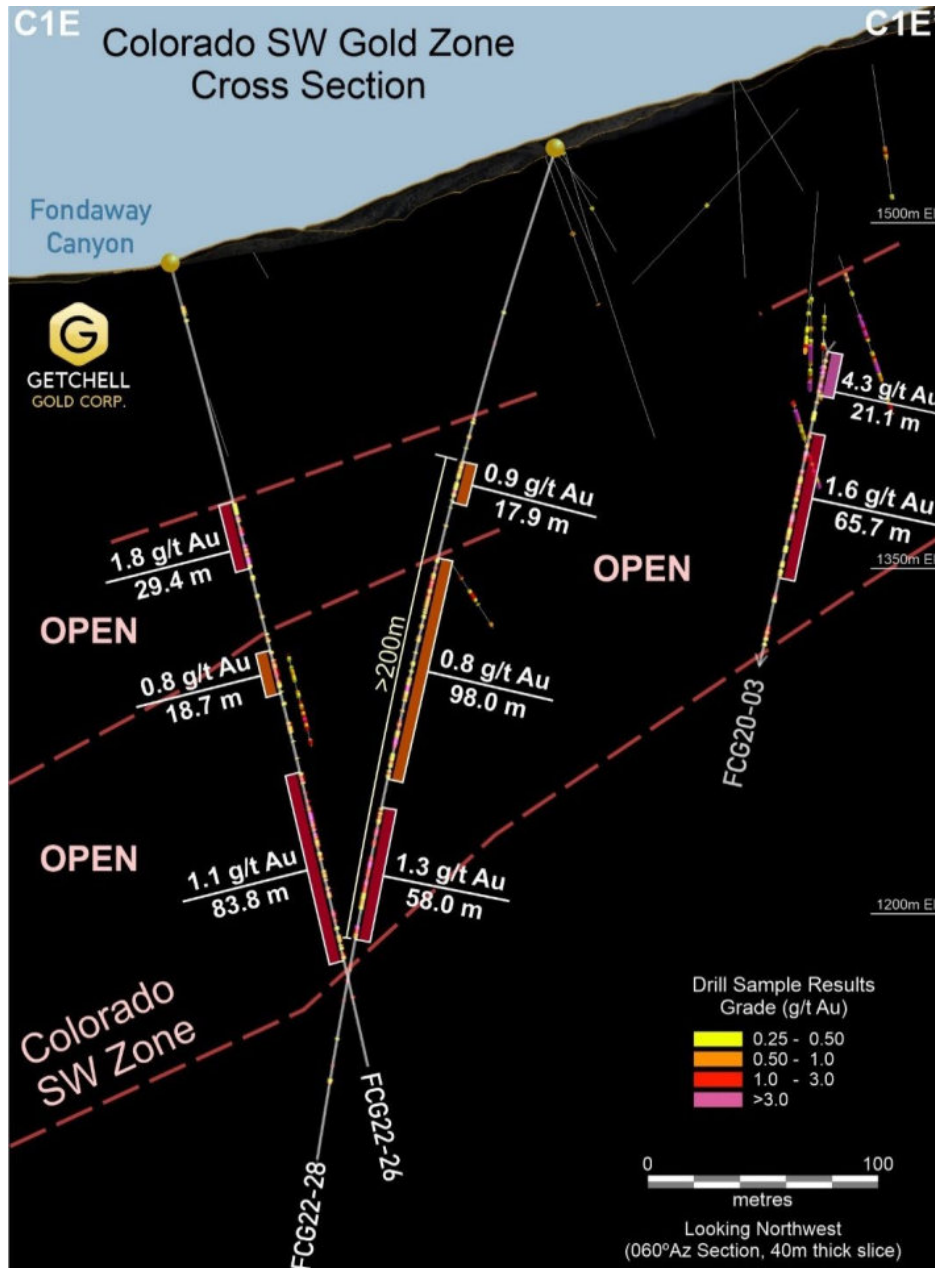 C1E
C1E'
Colorado SW Gold Zone
Cross Section
Fondaway
Canyon
1500m El
G
GETCHELL
GOLD CORP.
4.3 g/t Au
21.1 m
0.9 g/t Au
17.9 m
1.6 g/t Au
65.7 m
1.8 g/t Au
29.4 m
OPEN
1350m El
OPEN
>200m
0.8 g/t Au
18.7 m
0.8 g/t Au
98.0 m
FCG20-03
OPEN
1.1 g/t Au
83.8 m
1.3 g/t Au
58.0 m
1200m El
Colorado
SW Zone
FCG22-26
FCG22-28
Drill Sample Results
Grade (g/t Au)
0.25 - 0.50
0.50 - 1.0
1.0 - 3.0
>3.0
0 100
metres
Looking Northwest
(060ºAz Section, 40m thick slice)